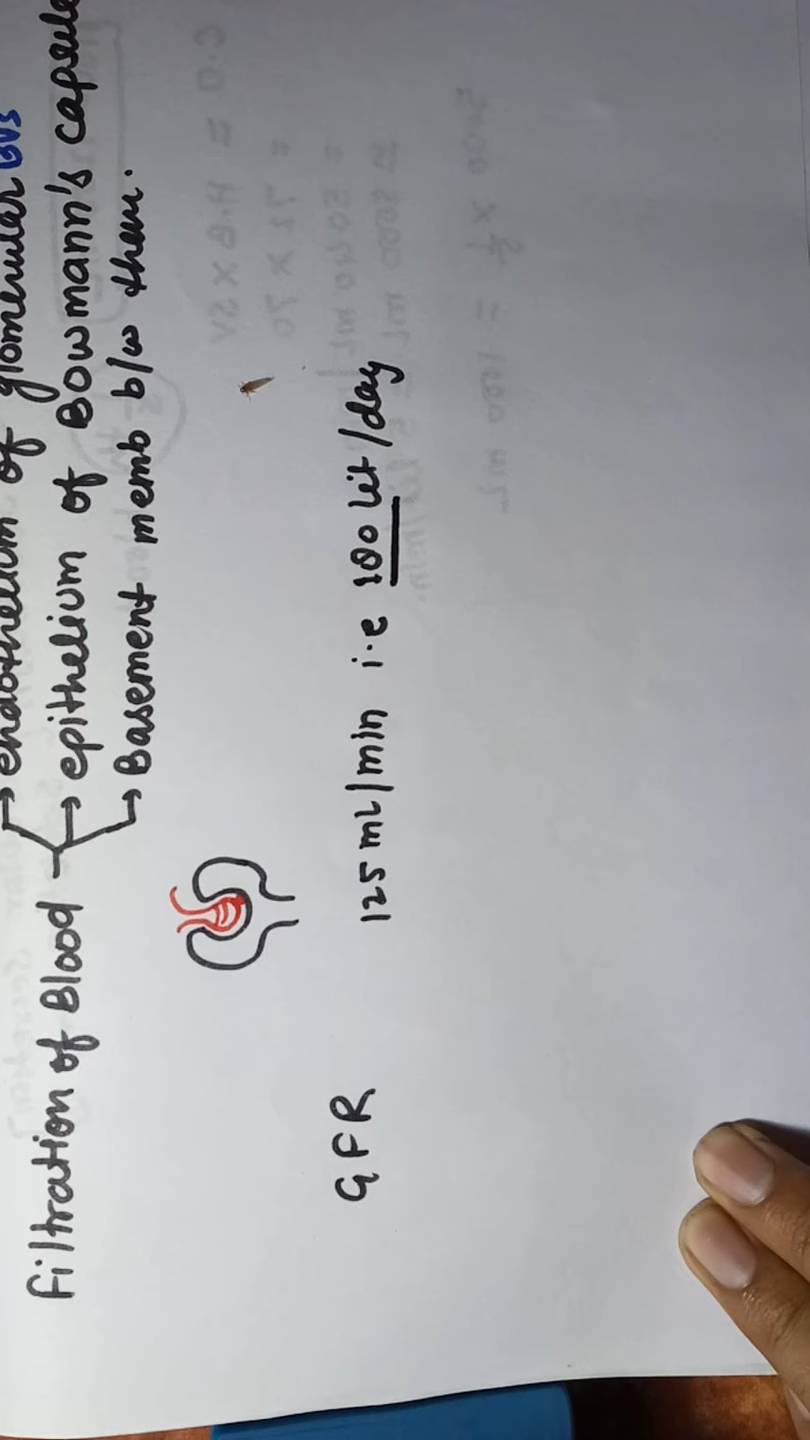 → endothelium of glomerular BVS
Filtration of Blood → epithelium of Bowmann's capsule
→ Basement memb b/w them.
GFR 125 mL/min i.e 180 lit/day